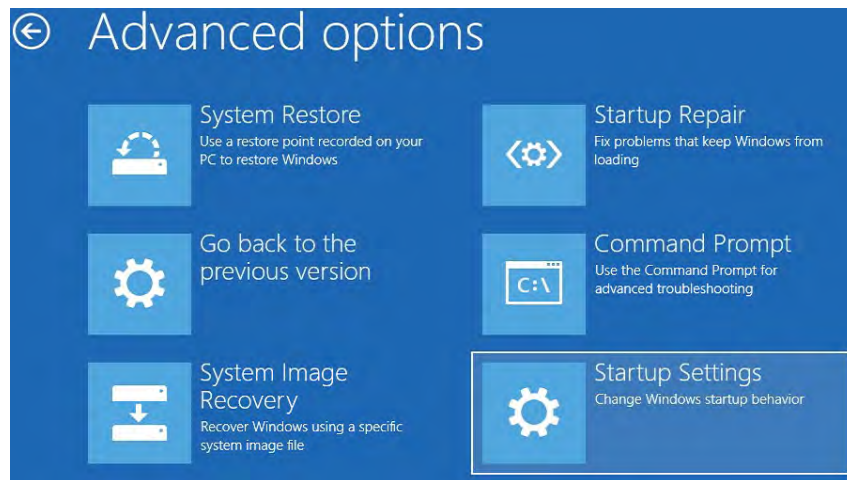 Advanced options
System Restore
Use a restore point recorded on your
PC to restore Windows
Startup Repair
Fix problems that keep Windows from
loading
Go back to the
previous version
Command Prompt
Use the Command Prompt for
advanced troubleshooting
C:\
System Image
Recovery
Recover Windows using a specific
system image file
Startup Settings
Change Windows startup behavior